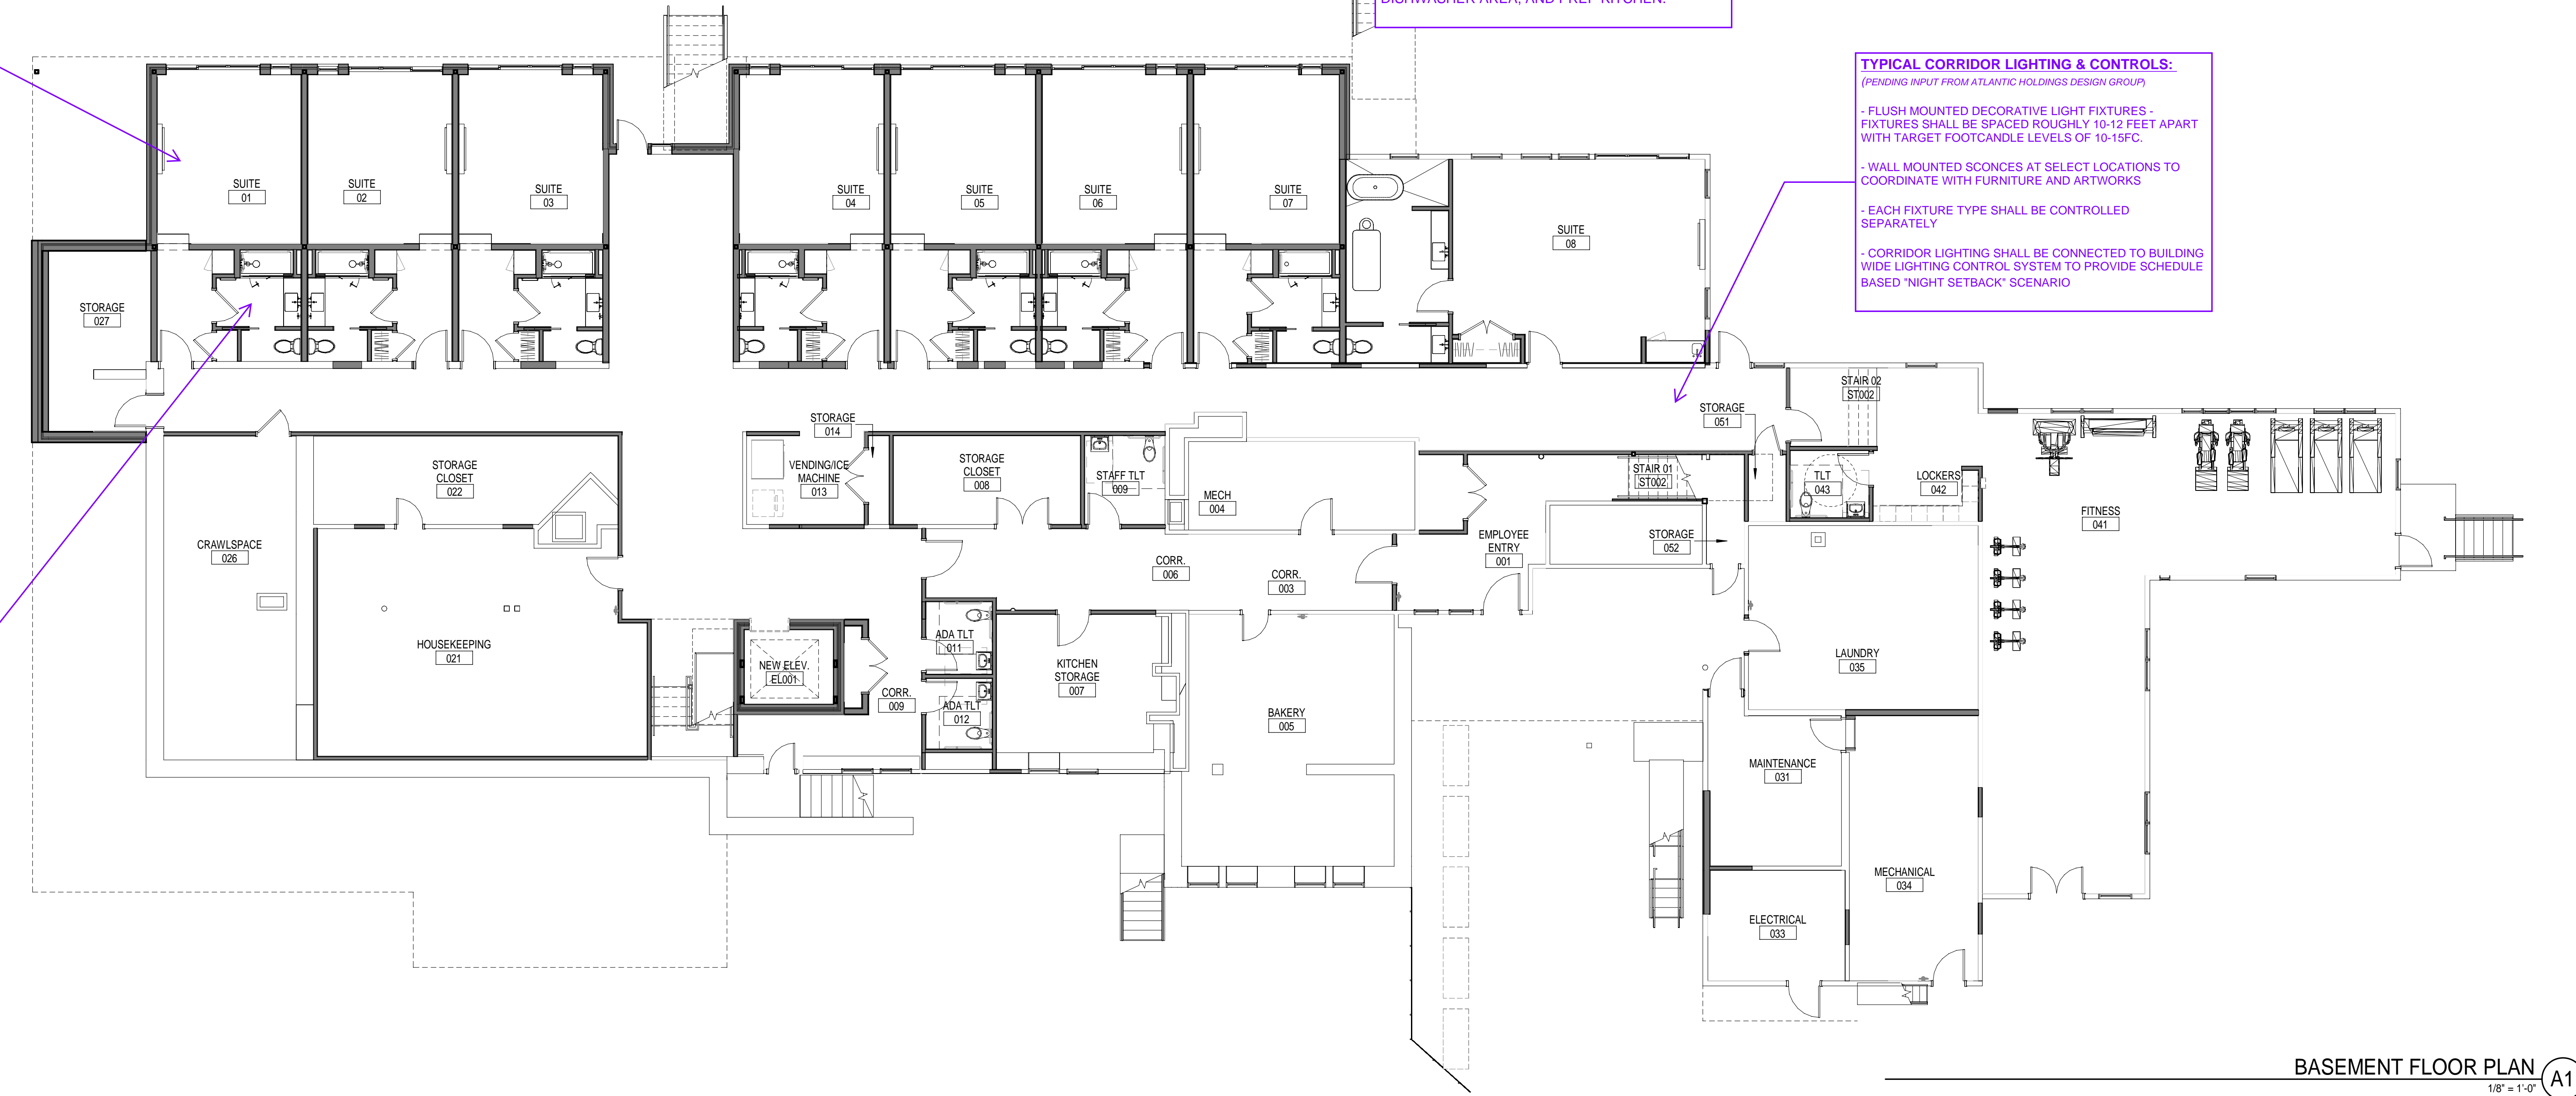 DISHWASHER AREA, AND PREP KITCHEN.
TYPICAL CORRIDOR LIGHTING & CONTROLS:
(PENDING INPUT FROM ATLANTIC HOLDINGS DESIGN GROUP)
- FLUSH MOUNTED DECORATIVE LIGHT FIXTURES -
FIXTURES SHALL BE SPACED ROUGHLY 10-12 FEET APART
WITH TARGET FOOTCANDLE LEVELS OF 10-15FC.
- WALL MOUNTED SCONCES AT SELECT LOCATIONS TO
COORDINATE WITH FURNITURE AND ARTWORKS
- EACH FIXTURE TYPE SHALL BE CONTROLLED
SEPARATELY
- CORRIDOR LIGHTING SHALL BE CONNECTED TO BUILDING
WIDE LIGHTING CONTROL SYSTEM TO PROVIDE SCHEDULE
BASED "NIGHT SETBACK" SCENARIO
SUITE
01
SUITE
02
SUITE
03
SUITE
04
SUITE
05
SUITE
06
SUITE
07
SUITE
08
STORAGE
027
STORAGE
014
STORAGE
051
STAIR 02
ST002
STORAGE
CLOSET
022
VENDING/ICE
MACHINE
013
STORAGE
CLOSET
008
STAFF TLT
009
MECH
004
STAIR 01
ST002
TLT
043
LOCKERS
042
FITNESS
041
CRAWLSPACE
026
CORR.
006
CORR.
003
EMPLOYEE
ENTRY
001
STORAGE
052
HOUSEKEEPING
021
NEW ELEV.
EL001
CORR.
009
ADA TLT
011
ADA TLT
012
KITCHEN
STORAGE
007
BAKERY
005
LAUNDRY
035
MAINTENANCE
031
MECHANICAL
034
ELECTRICAL
033
BASEMENT FLOOR PLAN
1/8" = 1'-0"
A1